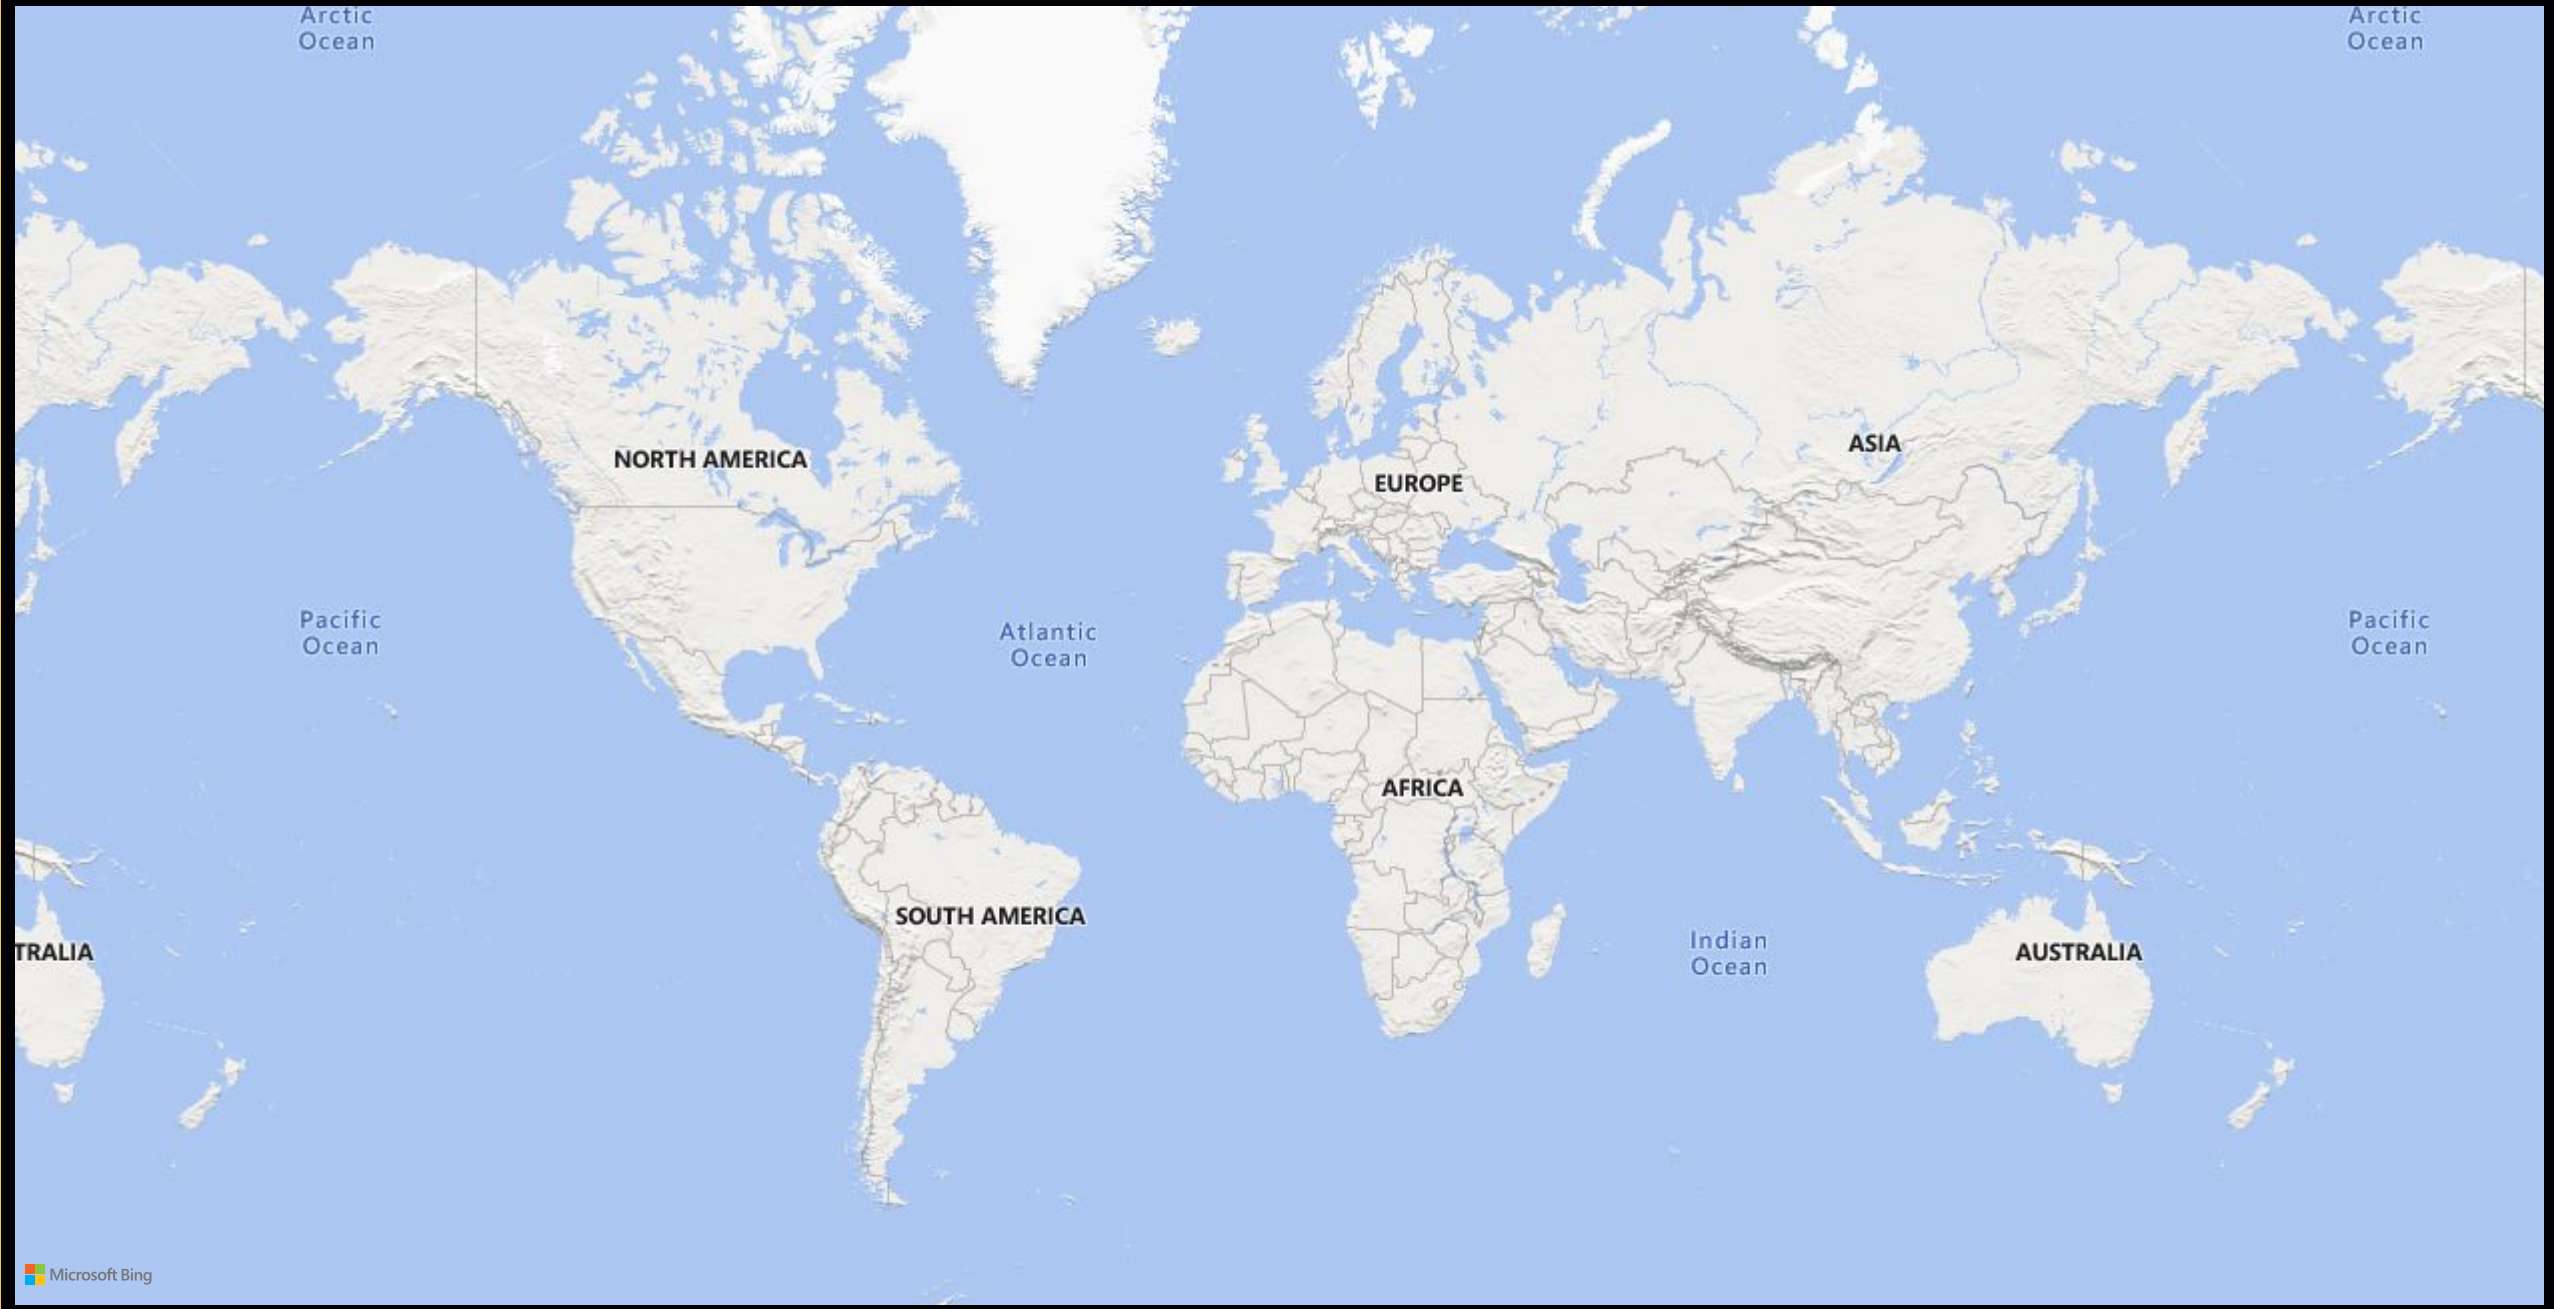 Arctic
Ocean
Arctic
Ocean
NORTH AMERICA
ASIA
EUROPE
Pacific
Ocean
Atlantic
Ocean
Pacific
Ocean
AFRICA
SOUTH AMERICA
TRALIA
Indian
Ocean
AUSTRALIA
Microsoft Bing